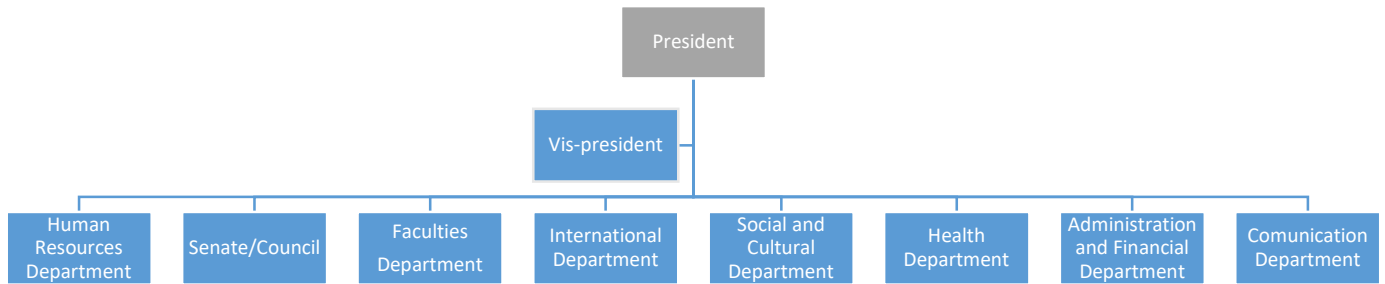 President
Vis-president
Human
Resources
Department
Senate/Council
Faculties
Department
International
Department
Social and
Cultural
Department
Health
Department
Administration
and Financial
Department
Comunication
Department